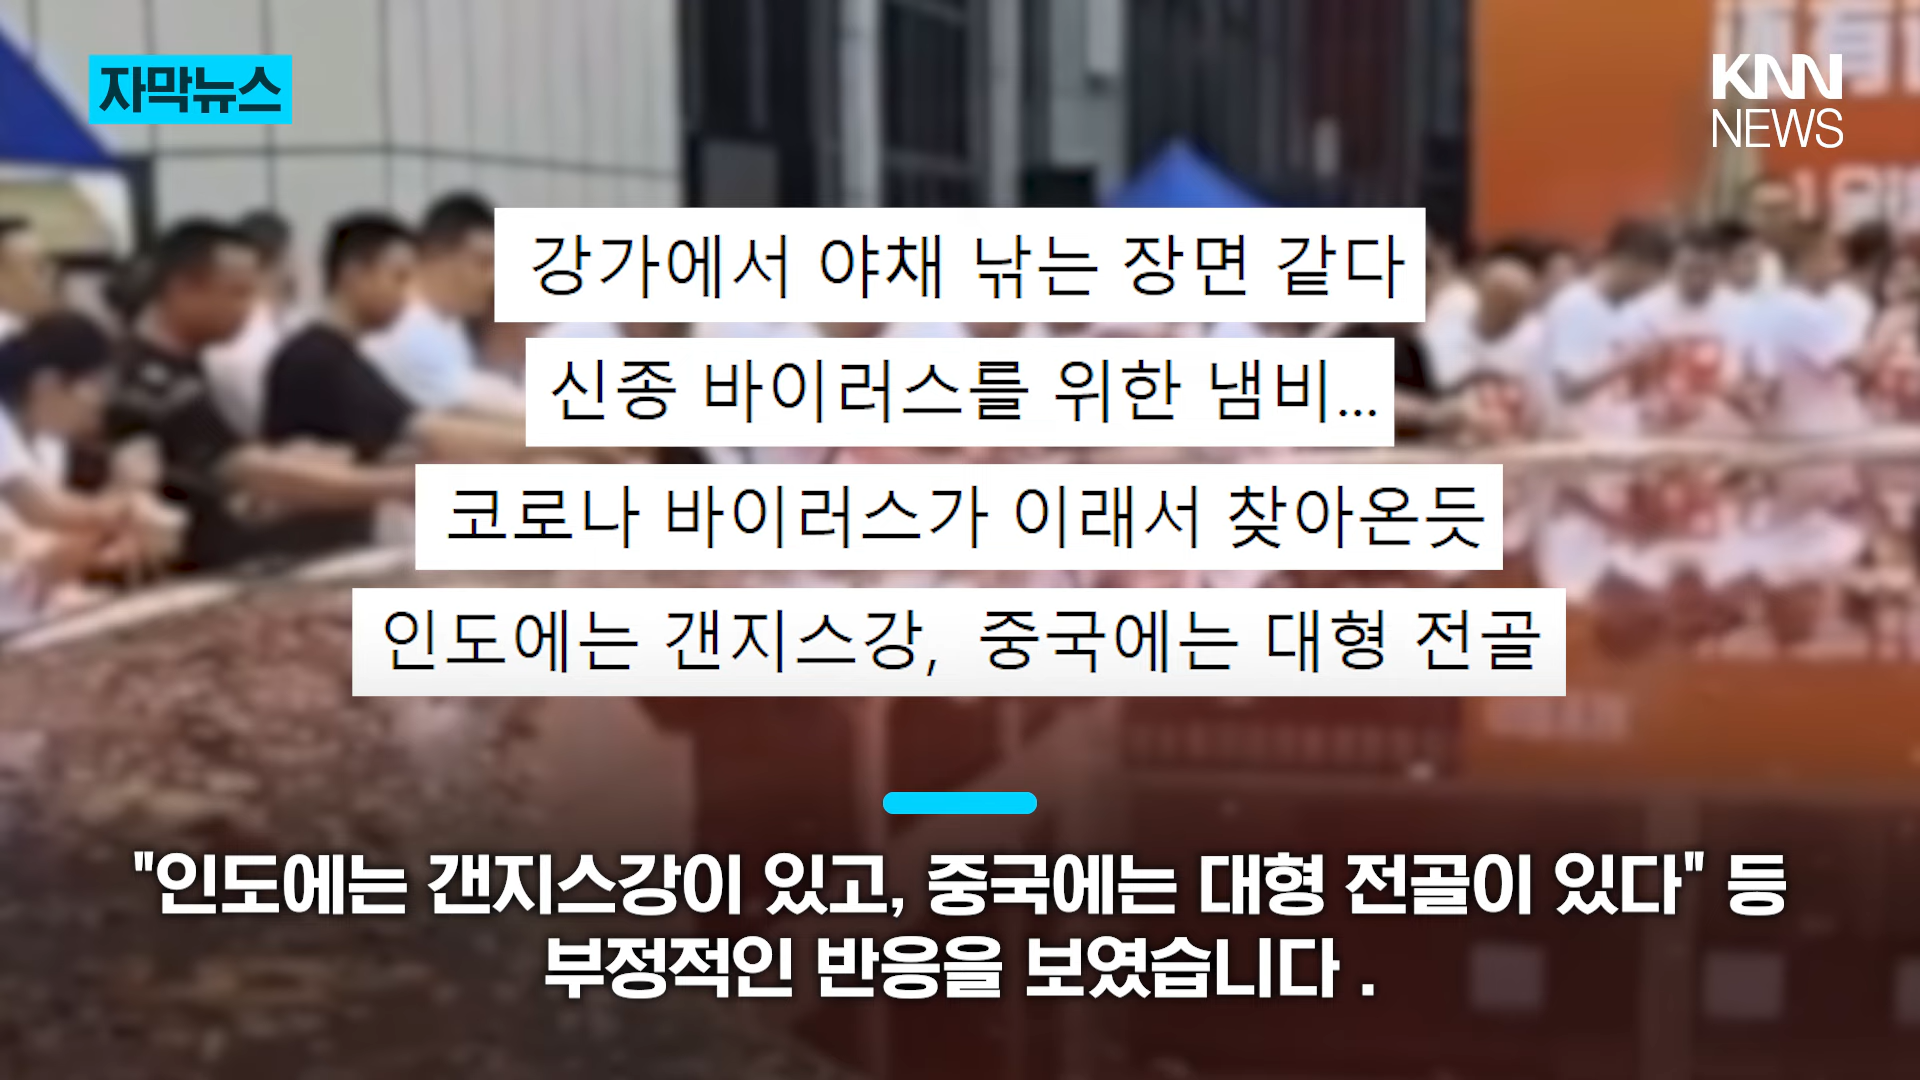 자막뉴스
KNN
NEWS
강가에서 야채 낚는 장면 같다
신종 바이러스를 위한 냄비...
코로나 바이러스가 이래서 찾아온듯
인도에는 갠지스강, 중국에는 대형 전골
"인도에는 갠지스강이 있고, 중국에는 대형 전골이 있다" 등
부정적인 반응을 보였습니다 .